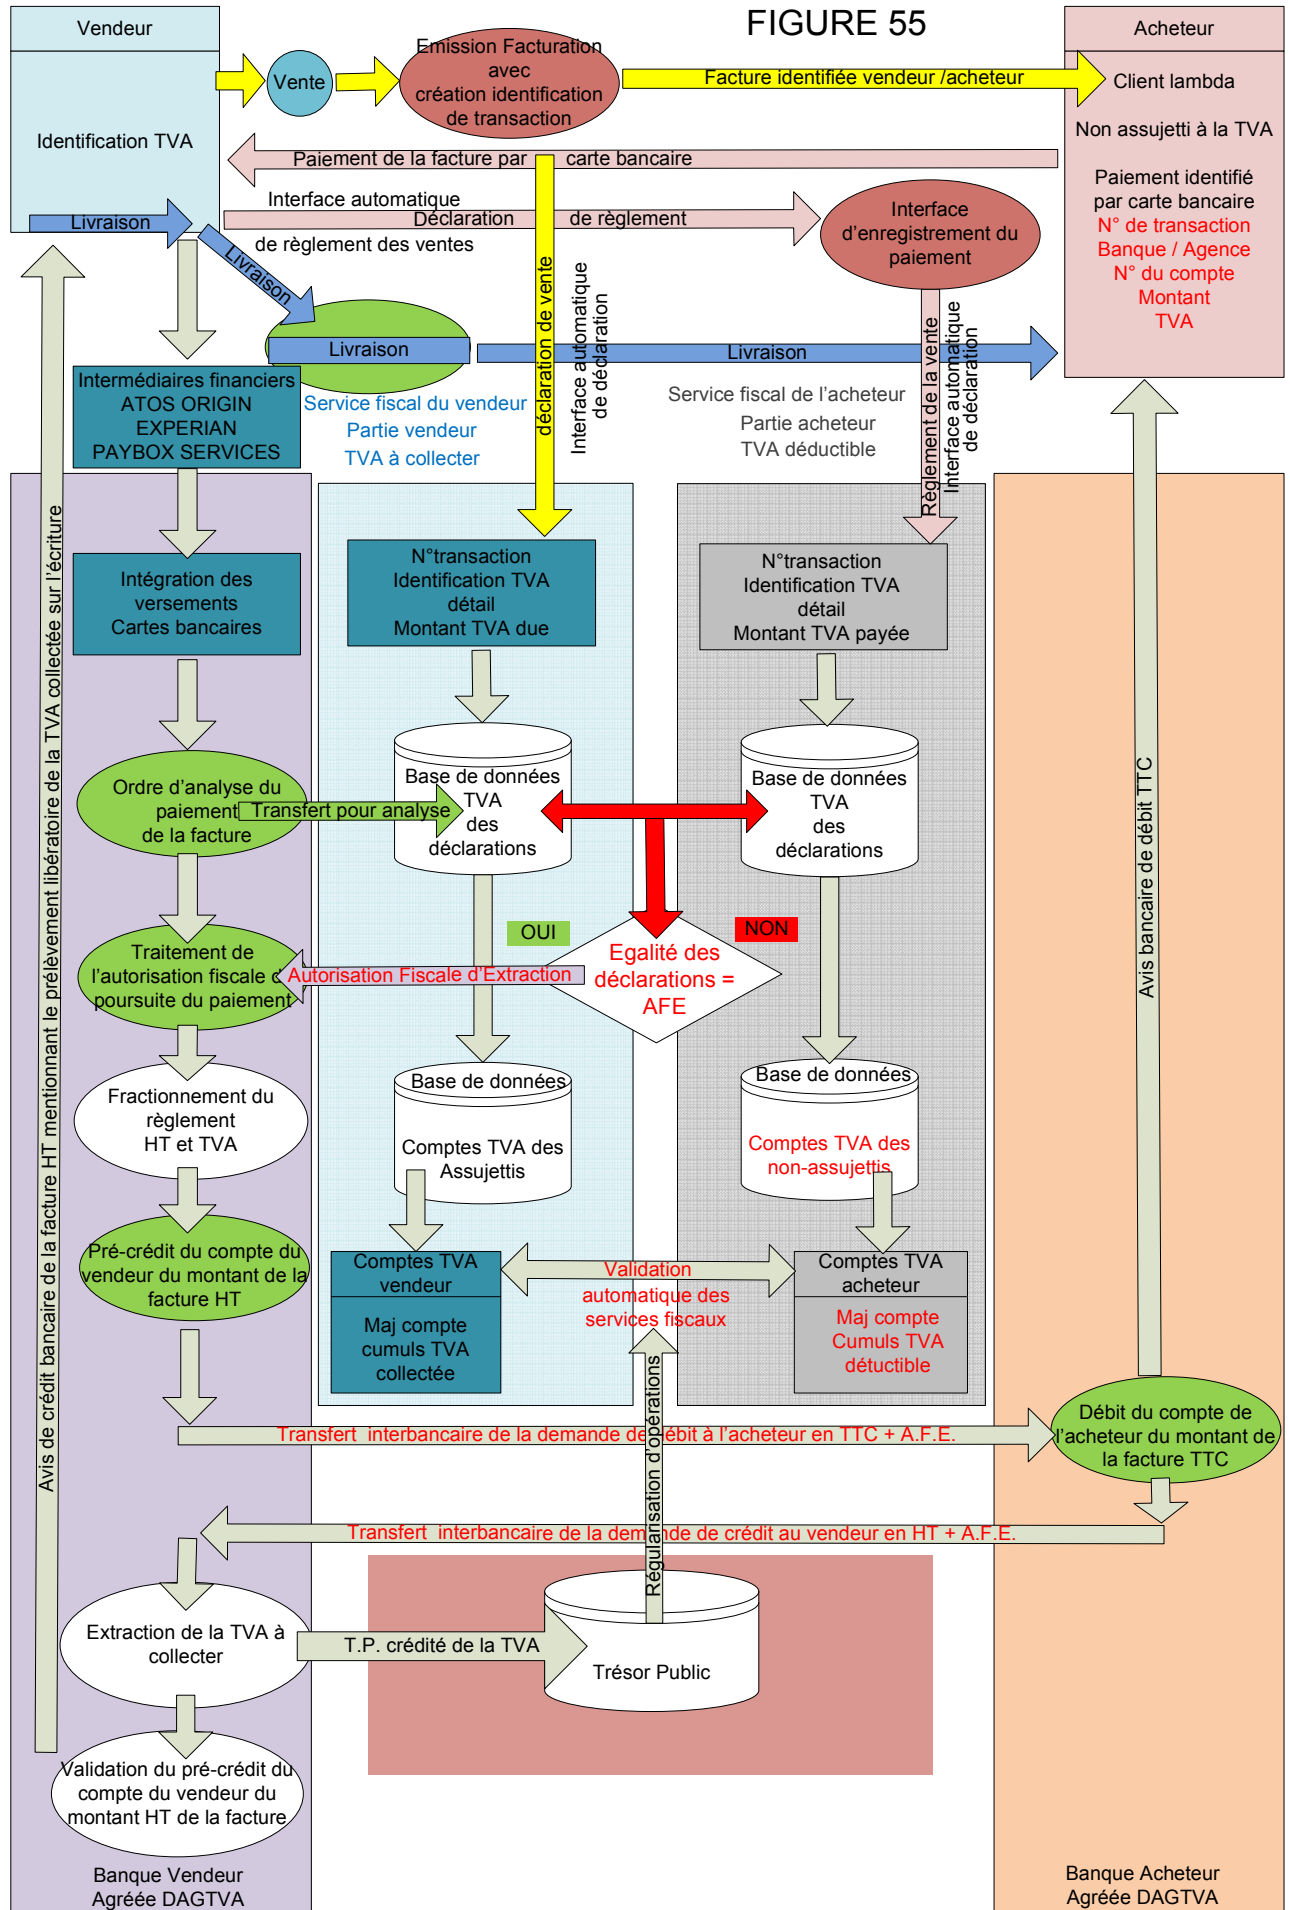 FIGURE 55
Vendeur
Acheteur
Vente
Emission Facturation
avec
création identification
de transaction
Facture identifiée vendeur /acheteur
Client lambda
Identification TVA
Non assujetti à la TVA
Paiement de la facture par carte bancaire
Paiement identifié
par carte bancaire
N° de transaction
Banque / Agence
N° du compte
Montant
TVA
Livraison
Interface automatique
Déclaration de règlement
de règlement des ventes
Interface
d'enregistrement du
paiement
Livraison
Livraison
Livraison
déclaration de vente
Interface automatique
de déclaration
Règlement de la vente
Interface automatique
de déclaration
Intermédiaires financiers
ATOS ORIGIN
EXPERIAN
PAYBOX SERVICES
Service fiscal du vendeur
Partie vendeur
TVA à collecter
Service fiscal de l'acheteur
Partie acheteur
TVA déductible
Intégration des
versements
Cartes bancaires
N°transaction
Identification TVA
détail
Montant TVA due
N°transaction
Identification TVA
détail
Montant TVA payée
Ordre d'analyse du
paiement
de la facture
Transfert pour analyse
Base de données
TVA
des
déclarations
Base de données
TVA
des
déclarations
OUI
NON
Egalité des
déclarations =
AFE
Traitement de
l'autorisation fiscale
poursuite du paiement
Autorisation Fiscale d'Extraction
Fractionnement du
règlement
HT et TVA
Base de données
Comptes TVA des
Assujettis
Base de données
Comptes TVA des
non-assujettis
Pré-crédit du compte du
vendeur du montant de la
facture HT
Comptes TVA
vendeur
Maj compte
cumuls TVA
collectée
Validation
automatique des
services fiscaux
Comptes TVA
acheteur
Maj compte
Cumuls TVA
détuctible
Avis de crédit bancaire de la facture HT mentionnant le prélèvement libératoire de la TVA collectée sur l'écriture
Avis bancaire de débit TTC
Régularisation d'opérations
Transfert interbancaire de la demande de débit à l'acheteur en TTC + A.F.E.
Débit du compte de
l'acheteur du montant de
la facture TTC
Transfert interbancaire de la demande de crédit au vendeur en HT + A.F.E.
Extraction de la TVA à
collecter
T.P. crédité de la TVA
Trésor Public
Validation du pré-crédit du
compte du vendeur du
montant HT de la facture
Banque Vendeur
Agréée DAGTVA
Banque Acheteur
Agréée DAGTVA